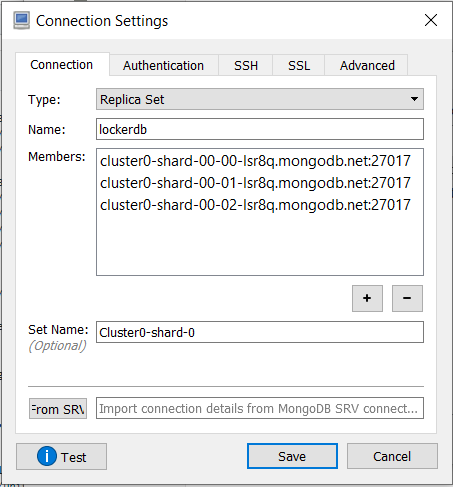 Connection Settings
Connection Authentication SSH SSL Advanced
Type: Replica Set
Name: lockerdb
Members: cluster0-shard-00-00-lsr8q.mongodb.net:27017
cluster0-shard-00-01-lsr8q.mongodb.net:27017
cluster0-shard-00-02-lsr8q.mongodb.net:27017
+ −
Set Name: Cluster0-shard-0
(Optional)
From SRV Import connection details from MongoDB SRV connect...
i Test Save Cancel